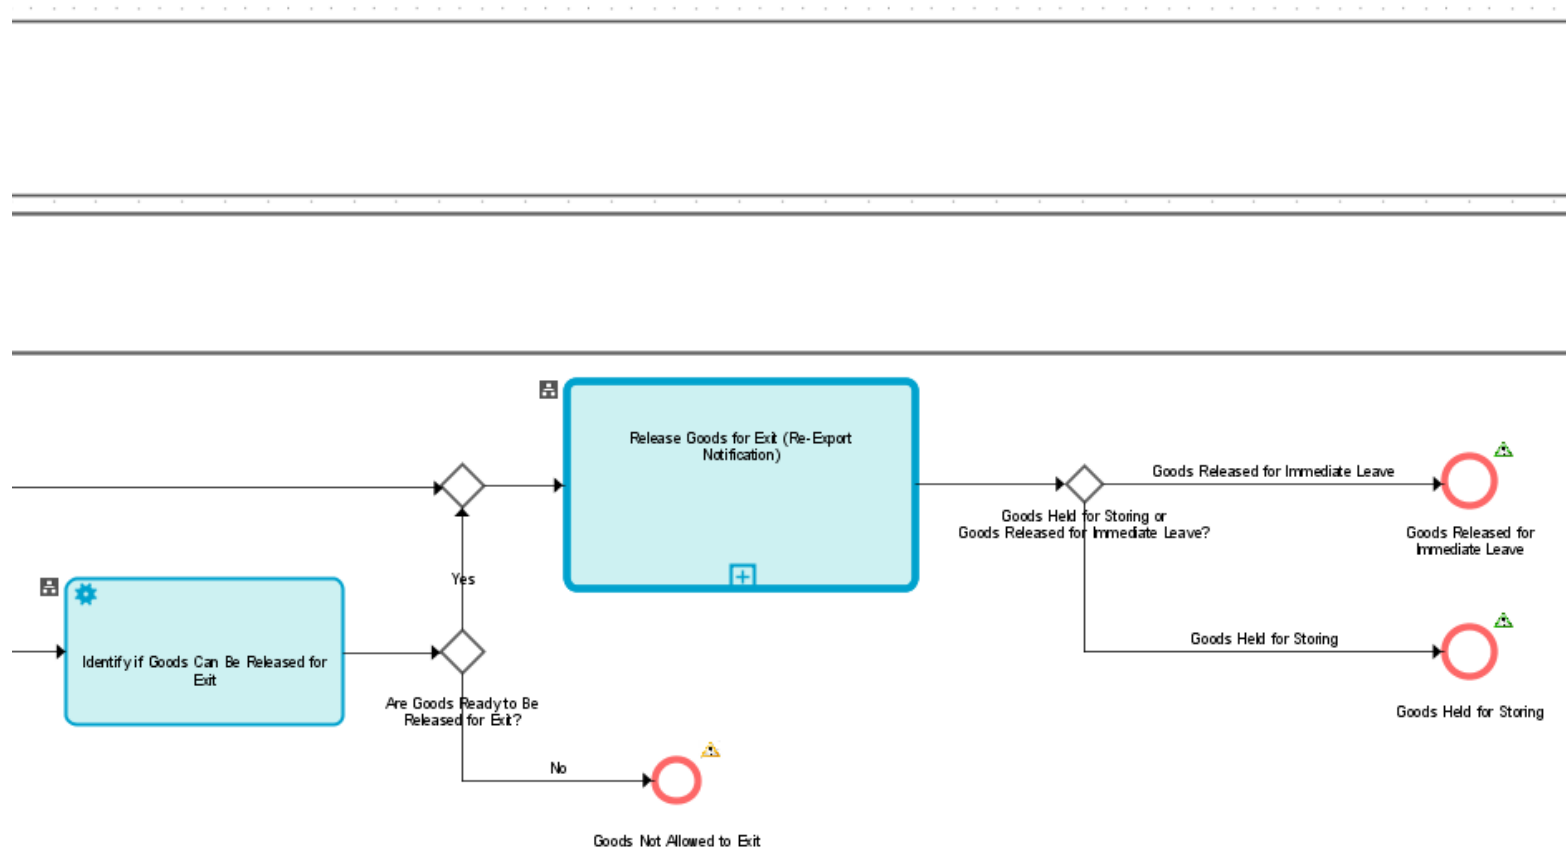 Release Goods for Exit (Re-Export
Notification)
Goods Released for Immediate Leave
Goods Held for Storing or
Goods Released for Immediate Leave?
Goods Released for
Immediate Leave
Yes
Identify if Goods Can Be Released for
Exit
Goods Held for Storing
Are Goods Ready to Be
Released for Exit?
Goods Held for Storing
No
Goods Not Allowed to Exit